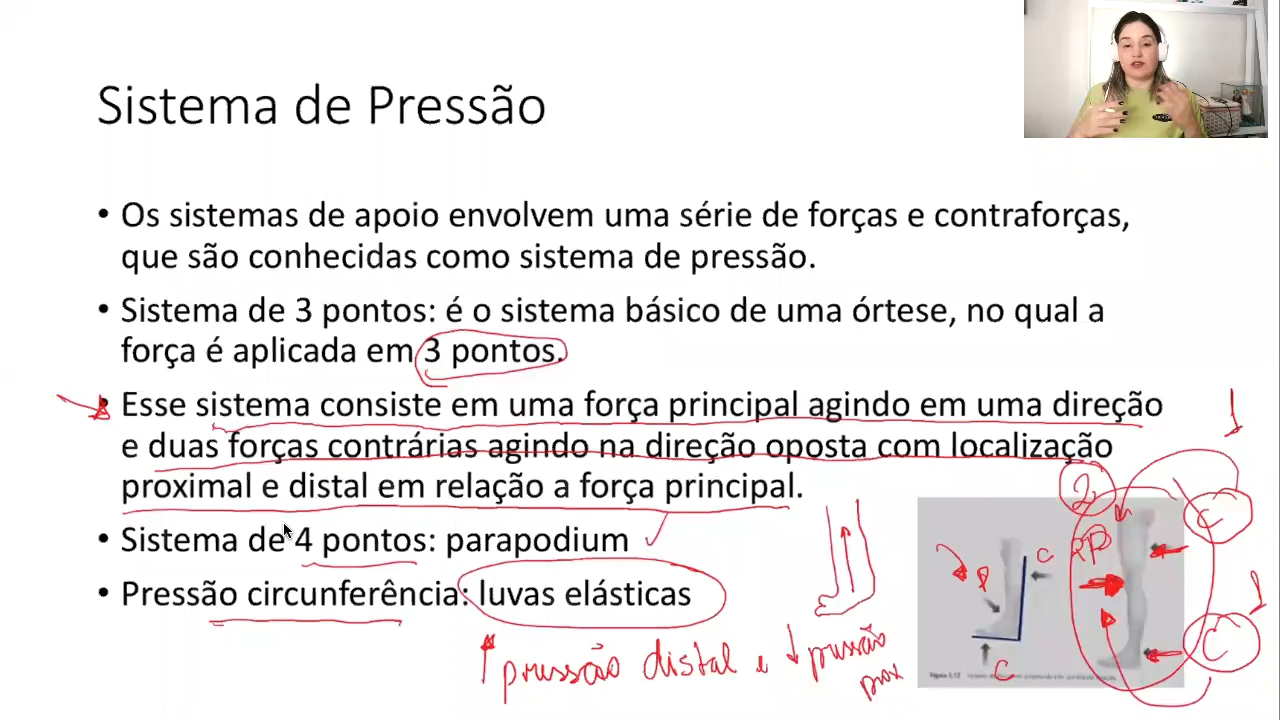 Sistema de Pressão
• Os sistemas de apoio envolvem uma série de forças e contraforças,
que são conhecidas como sistema de pressão.
• Sistema de 3 pontos: é o sistema básico de uma órtese, no qual a
força é aplicada em 3 pontos.
• Esse sistema consiste em uma força principal agindo em uma direção
e duas forças contrárias agindo na direção oposta com localização
proximal e distal em relação a força principal.
• Sistema de 4 pontos: parapodium
• Pressão circunferência: luvas elásticas
↑ pressão distal e ↓ pressão
prox
1
2
C
P
C
C
C